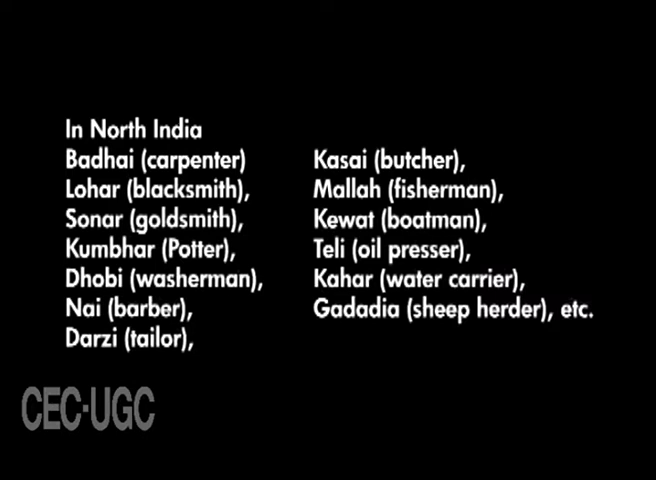 In North India
Badhai (carpenter)
Lohar (blacksmith),
Sonar (goldsmith),
Kumbhar (Potter),
Dhobi (washerman),
Nai (barber),
Darzi (tailor),
Kasai (butcher),
Mallah (fisherman),
Kewat (boatman),
Teli (oil presser),
Kahar (water carrier),
Gadadia (sheep herder), etc.
CEC-UGC